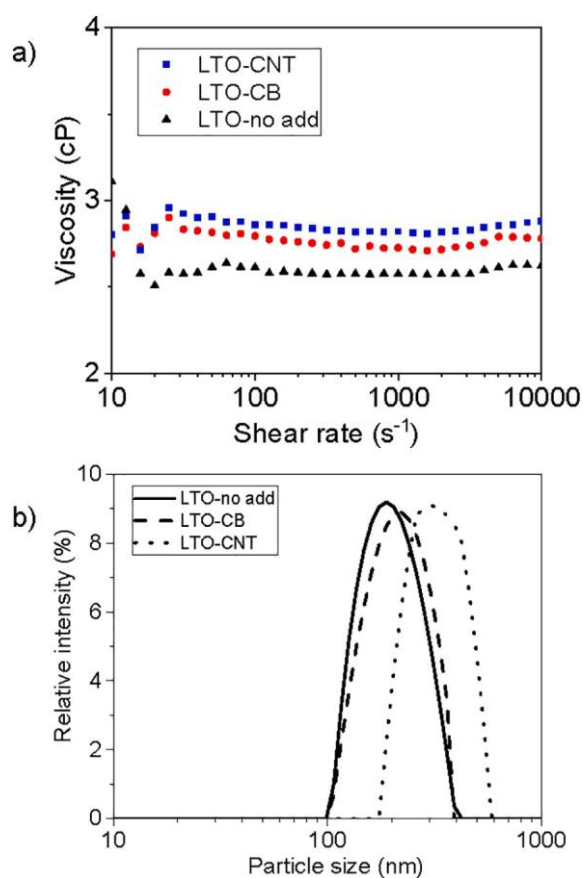 a)
4
3
2
Viscosity (cP)
LTO-CNT
LTO-CB
LTO-no add
10 100 1000 10000
Shear rate (s⁻¹)
b)
10
8
6
4
2
0
Relative intensity (%)
LTO-no add
LTO-CB
LTO-CNT
10 100 1000
Particle size (nm)